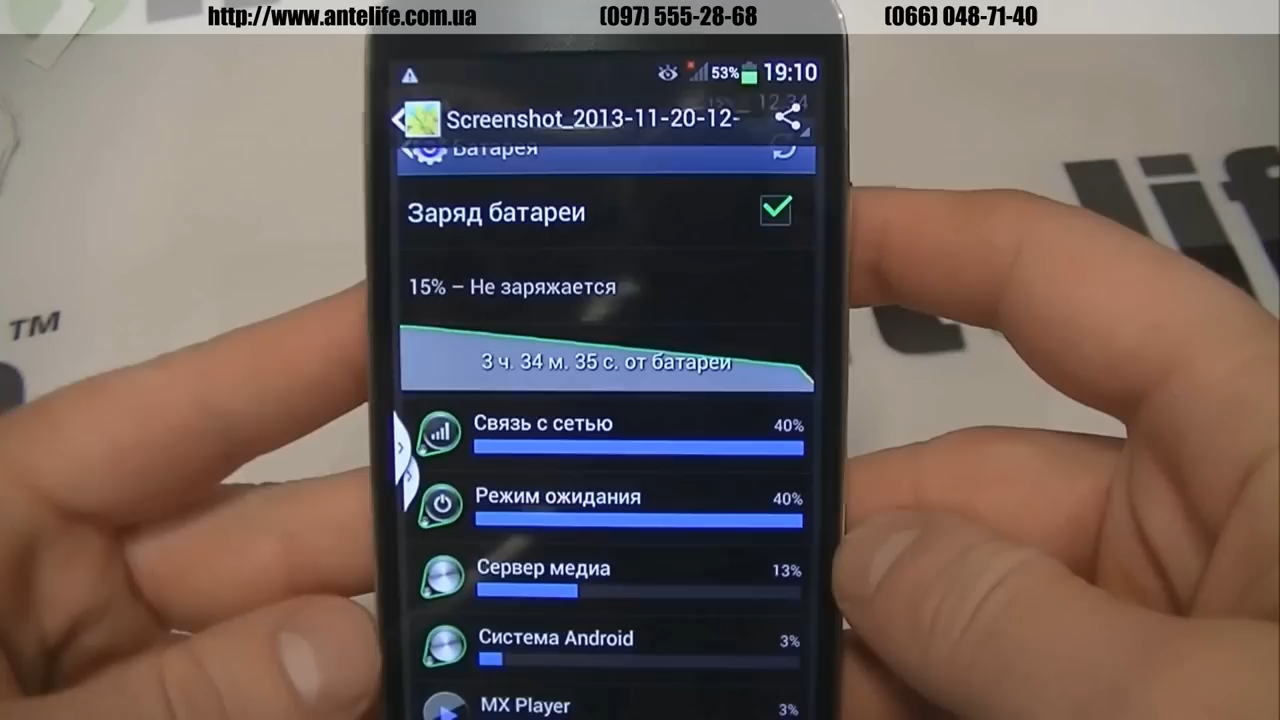 http://www.antelife.com.ua (097) 555-28-68 (066) 048-71-40
53% 19:10
Screenshot_2013-11-20-12-
Батарея
Заряд батареи
15% – Не заряжается
3 ч. 34 м. 35 с. от батареи
Связь с сетью 40%
Режим ожидания 40%
Сервер медиа 13%
Система Android 3%
MX Player 3%
TM
lif